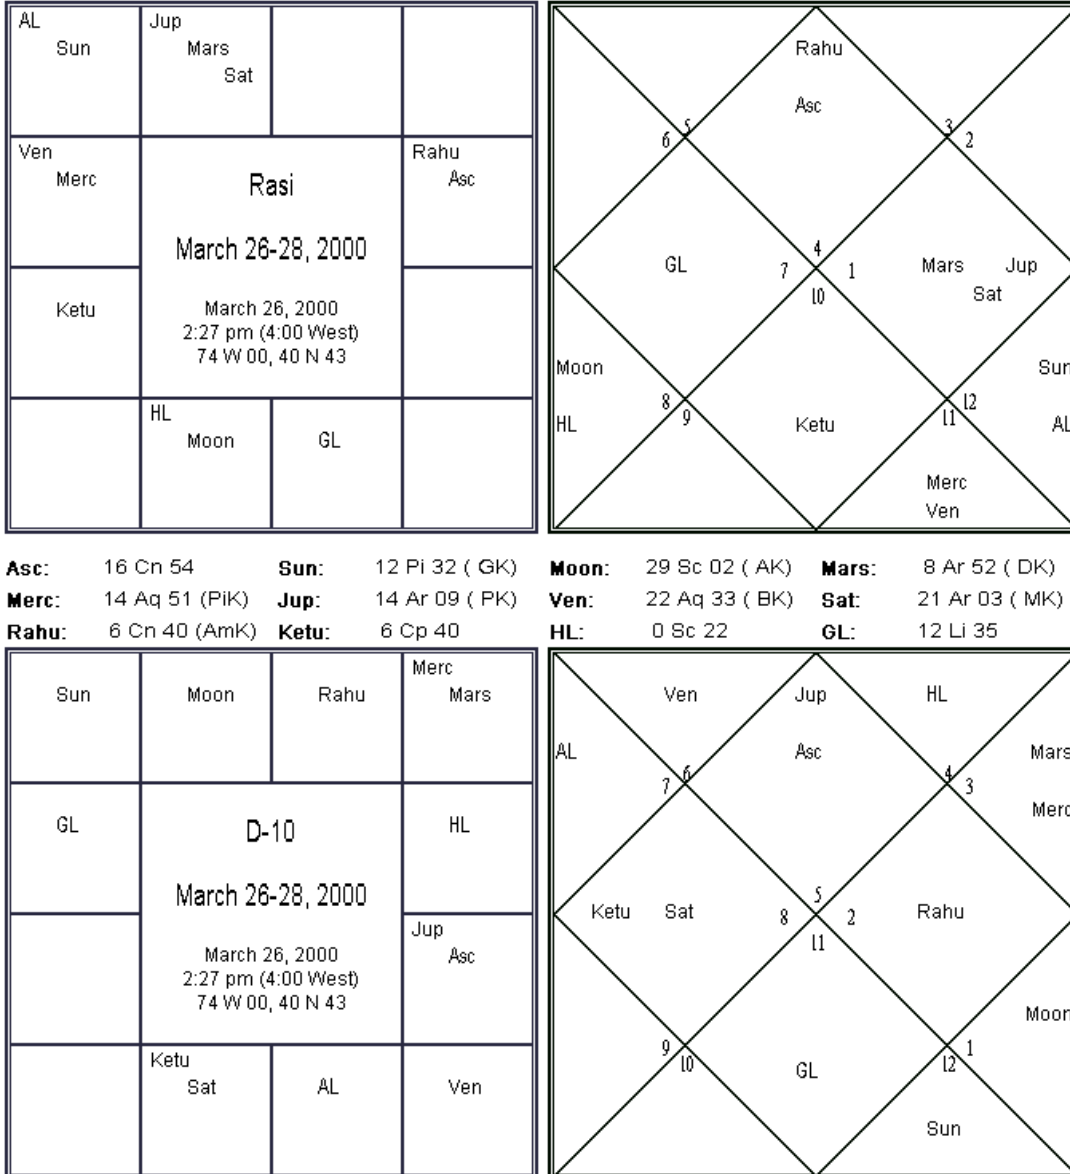 AL
Sun
Jup
Mars
Sat
Ven
Merc
Rahu
Asc
Rasi
March 26-28, 2000
March 26, 2000
2:27 pm (4:00 West)
74 W 00, 40 N 43
Ketu
HL
Moon
GL
Rahu
Asc
5
6
3
2
GL
4
7
1
10
Mars Jup
Sat
Moon
Sun
8
12
9
11
HL
Ketu
AL
Merc
Ven
Asc: 16 Cn 54 Sun: 12 Pi 32 ( GK) Moon: 29 Sc 02 ( AK) Mars: 8 Ar 52 ( DK)
Merc: 14 Aq 51 (PiK) Jup: 14 Ar 09 ( PK) Ven: 22 Aq 33 ( BK) Sat: 21 Ar 03 ( MK)
Rahu: 6 Cn 40 (AmK) Ketu: 6 Cp 40 HL: 0 Sc 22 GL: 12 Li 35
Sun
Moon
Rahu
Merc
Mars
GL
HL
D-10
March 26-28, 2000
March 26, 2000
2:27 pm (4:00 West)
74 W 00, 40 N 43
Jup
Asc
Ketu
Sat
AL
Ven
Ven
Jup
HL
AL
Asc
Mars
6
7
4
3
Merc
Ketu Sat
5
8
2
11
Rahu
Moon
9
10
1
12
GL
Sun